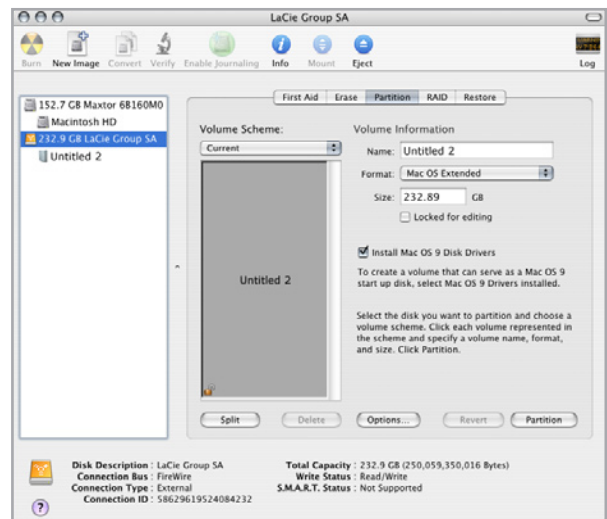 LaCie Group SA
Burn New Image Convert Verify Enable Journaling Info Mount Eject Log
152.7 GB Maxtor 6B160M0
Macintosh HD
232.9 GB LaCie Group SA
Untitled 2
First Aid Erase Partition RAID Restore
Volume Scheme:
Current
Untitled 2
Volume Information
Name: Untitled 2
Format: Mac OS Extended
Size: 232.89 GB
Locked for editing
Install Mac OS 9 Disk Drivers
To create a volume that can serve as a Mac OS 9
start up disk, select Mac OS 9 Drivers installed.
Select the disk you want to partition and choose a
volume scheme. Click each volume represented in
the scheme and specify a volume name, format,
and size. Click Partition.
Split Delete Options... Revert Partition
Disk Description : LaCie Group SA
Connection Bus : FireWire
Connection Type : External
Connection ID : 58629619524084232
Total Capacity : 232.9 GB (250,059,350,016 Bytes)
Write Status : Read/Write
S.M.A.R.T. Status : Not Supported
?